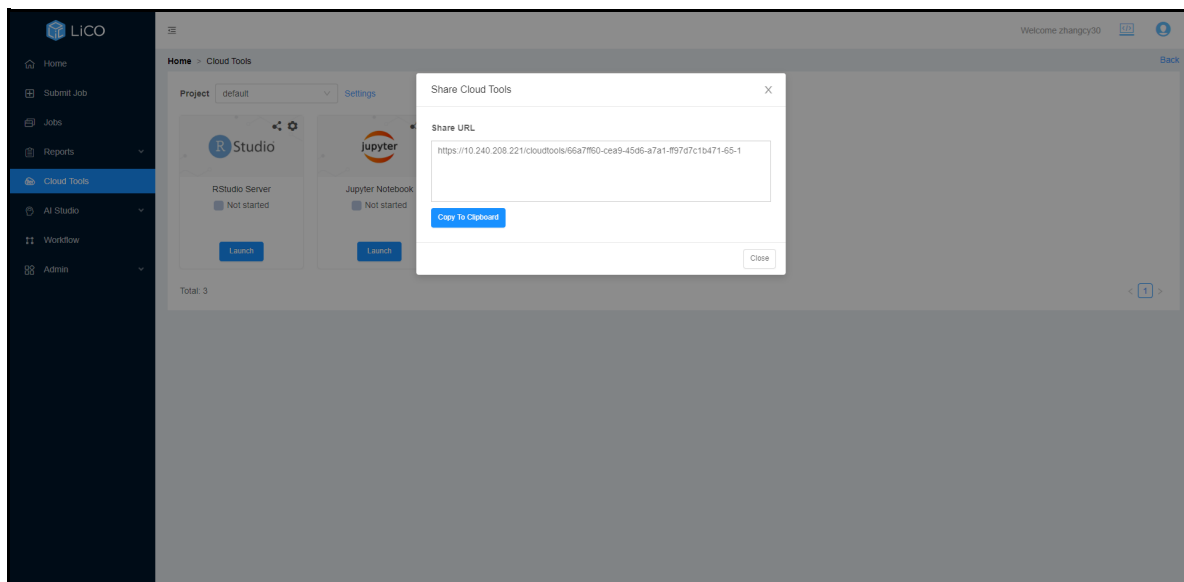 LiCO
Welcome zhangcy30
Home
Submit Job
Jobs
Reports
Cloud Tools
AI Studio
Workflow
Admin
Home > Cloud Tools
Back
Project default Settings
R Studio
RStudio Server
Not started
Launch
jupyter
Jupyter Notebook
Not started
Launch
Total: 3
< 1 >
Share Cloud Tools
Share URL
https://10.240.208.221/cloudtools/66a7ff60-cea9-45d6-a7a1-ff97d7c1b471-65-1
Copy To Clipboard
Close